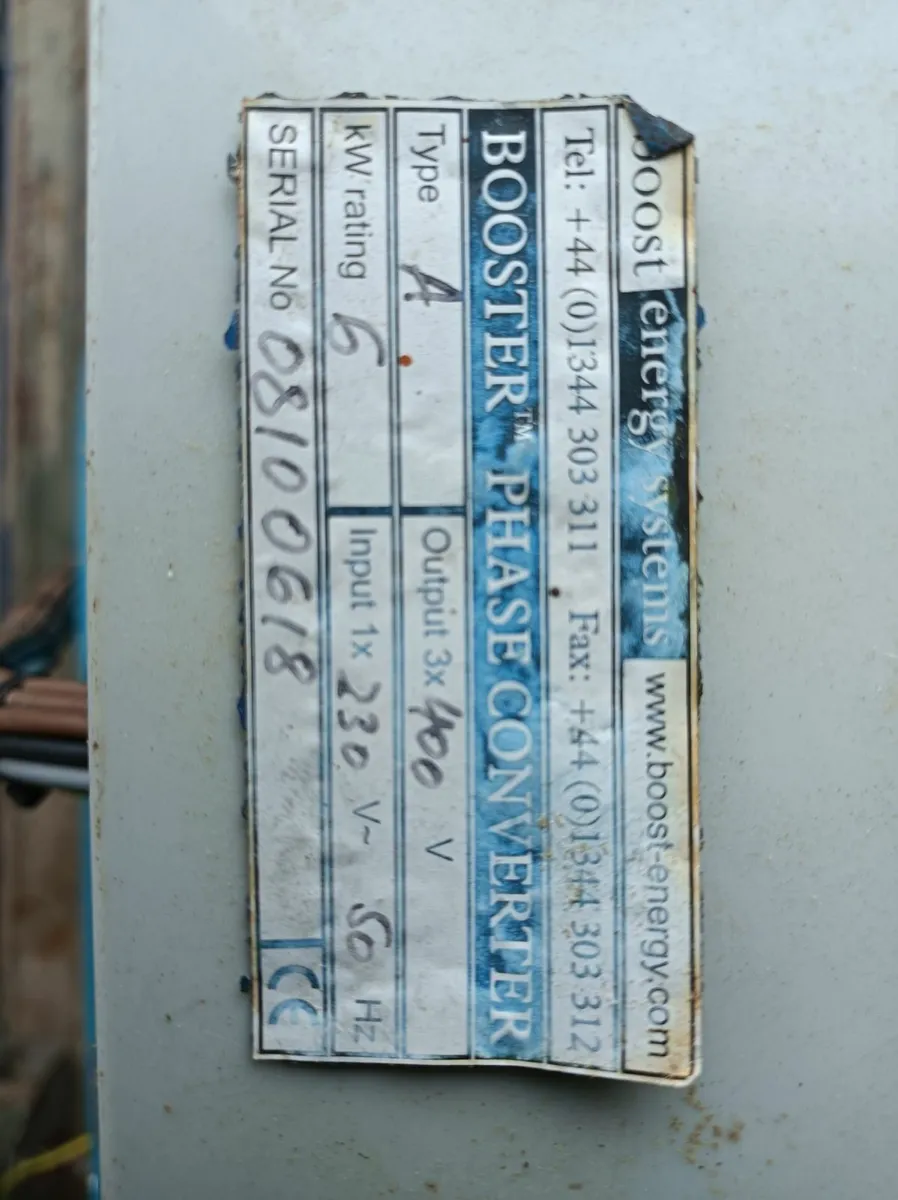 boost energy systems www.boost-energy.com
Tel: +44 (0)1344 303 311 Fax: +44 (0)1344 303 312
BOOSTER™ PHASE CONVERTER
Type A Output 3x 400 V
kW rating 6 Input 1x 230 V~ 50 Hz
SERIAL No 08100618 CE